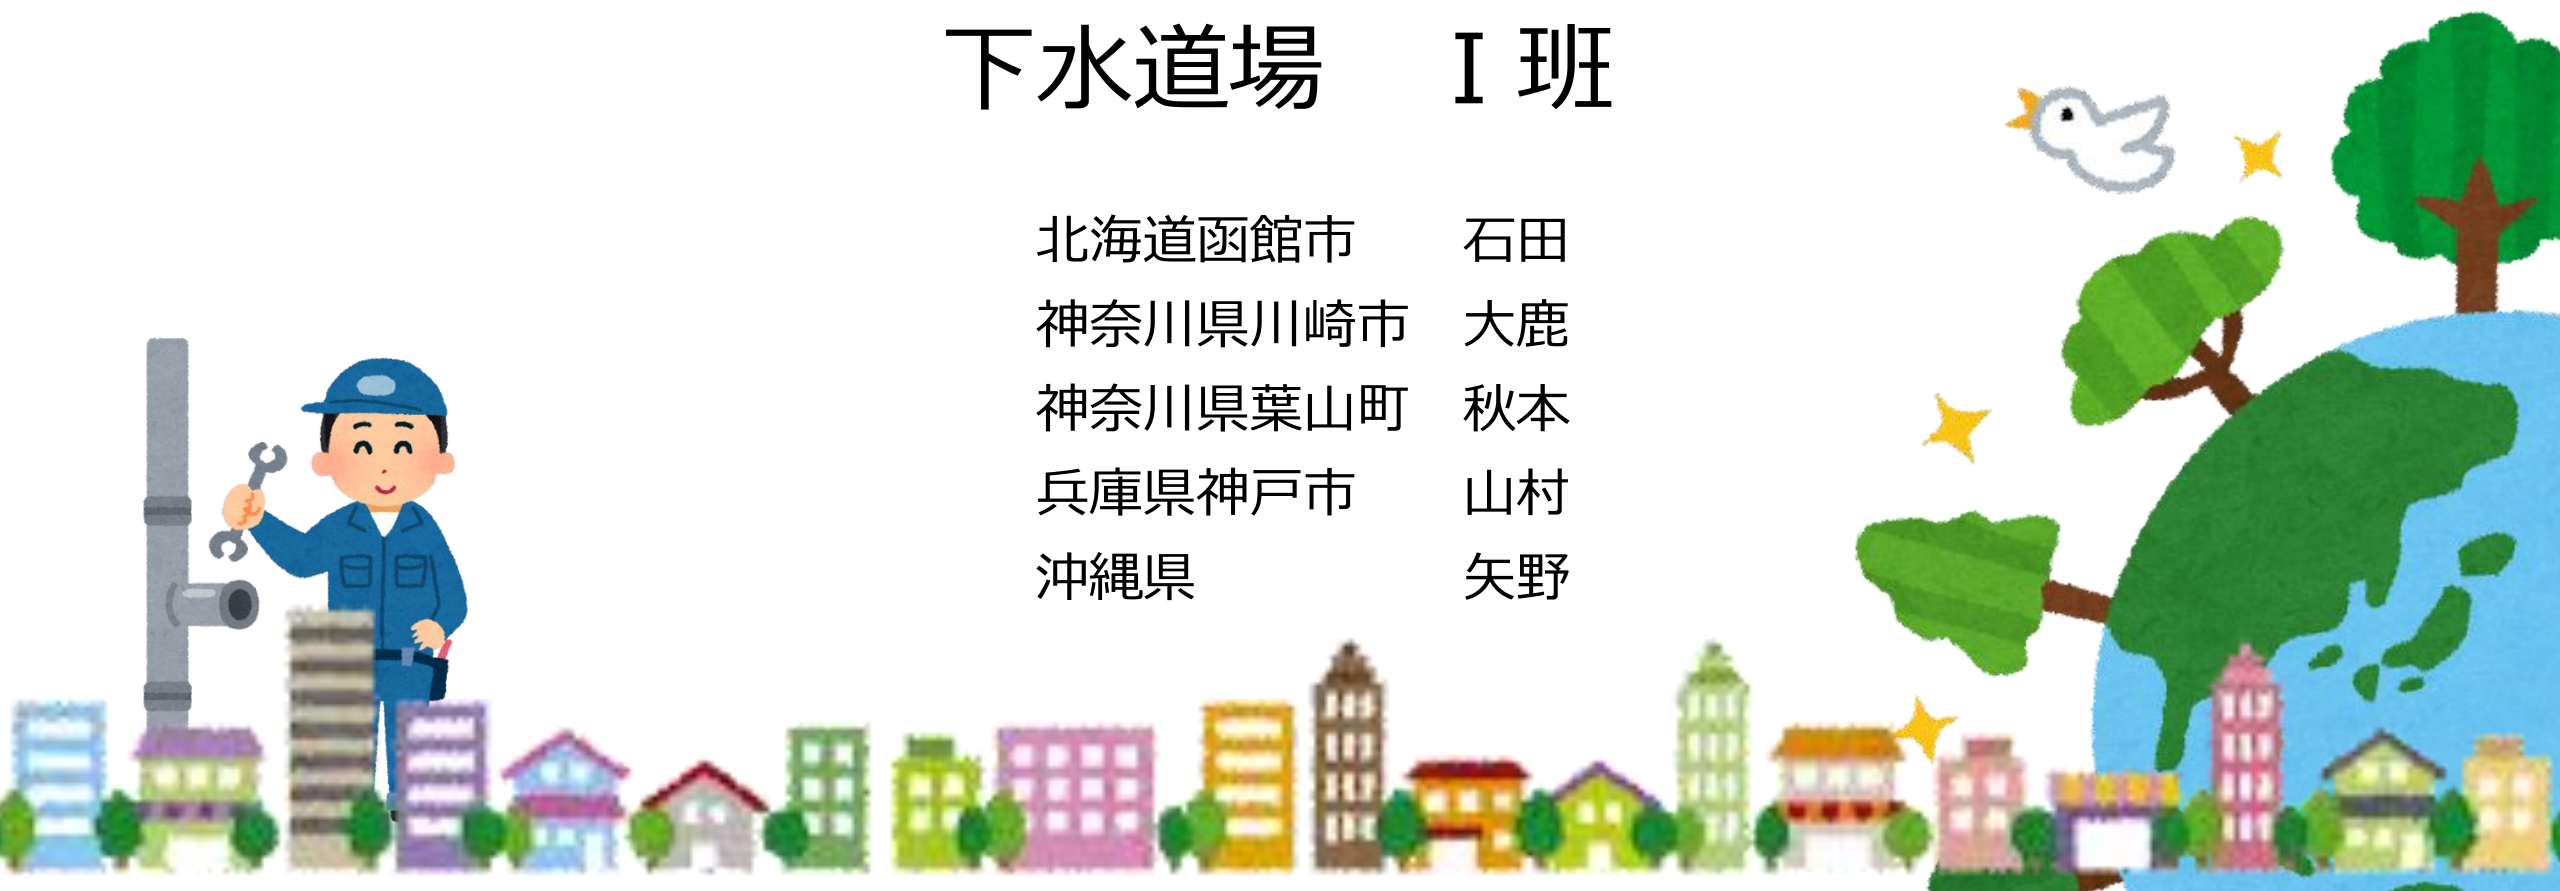 下水道場　Ⅰ班
北海道函館市　石田
神奈川県川崎市　大鹿
神奈川県葉山町　秋本
兵庫県神戸市　山村
沖縄県　矢野